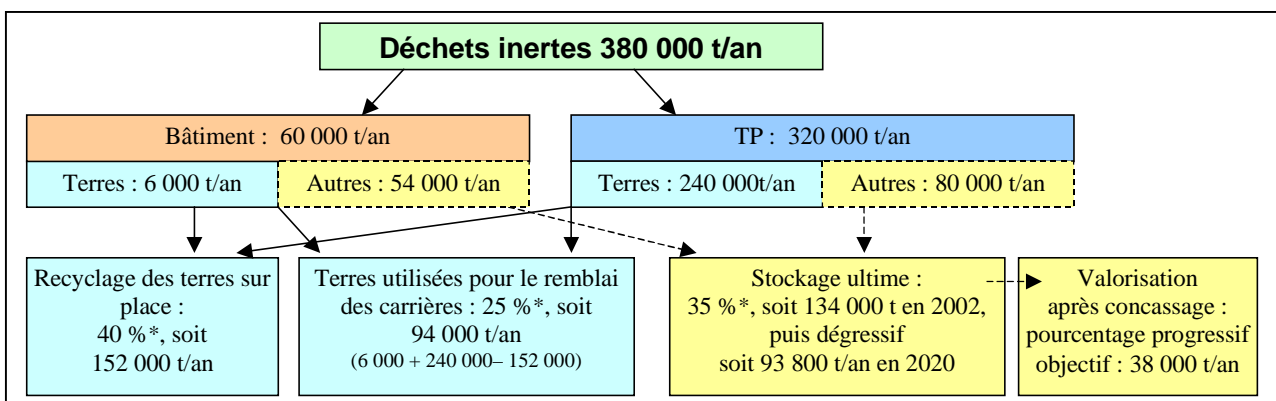 Déchets inertes 380 000 t/an
Bâtiment :  60 000 t/an
TP :  320 000 t/an
Terres : 6 000 t/an
Autres : 54 000 t/an
Terres : 240 000t/an
Autres : 80 000 t/an
Recyclage des terres sur
place :
40 %*, soit
152 000 t/an
Terres utilisées pour le remblai
des carrières : 25 %*, soit
94 000 t/an
(6 000 + 240 000– 152 000)
Stockage ultime :
35 %*, soit 134 000 t en 2002,
puis dégressif
soit 93 800 t/an en 2020
Valorisation
après concassage :
pourcentage progressif
objectif : 38 000 t/an